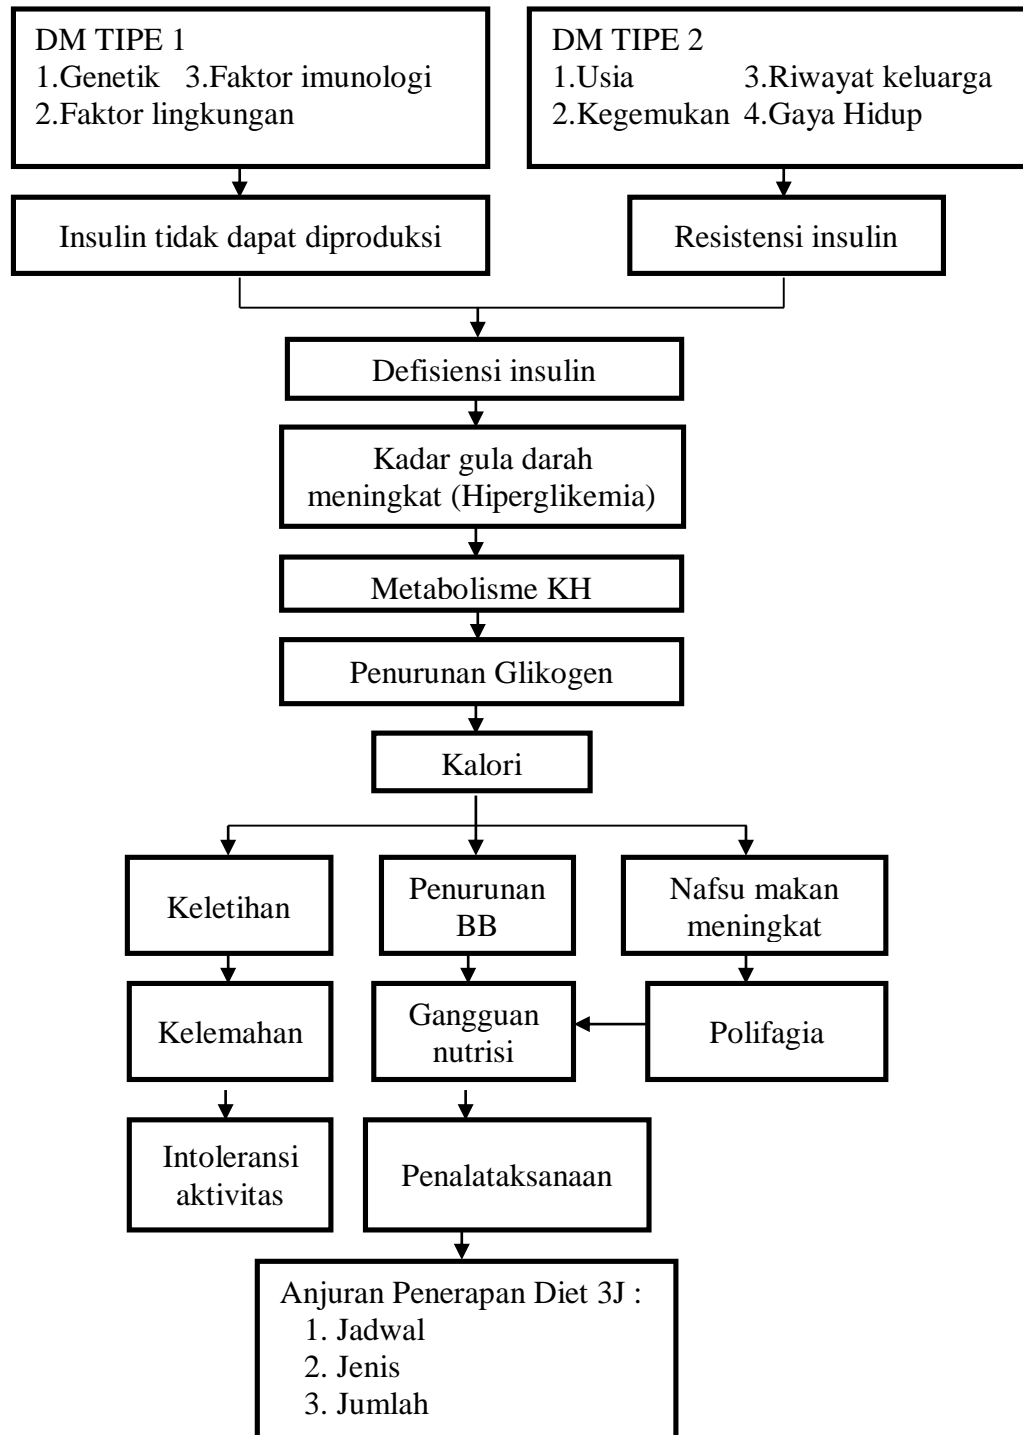 DM TIPE 1
1.Genetik 3.Faktor imunologi
2.Faktor lingkungan
DM TIPE 2
1.Usia 3.Riwayat keluarga
2.Kegemukan 4.Gaya Hidup
Insulin tidak dapat diproduksi
Resistensi insulin
Defisiensi insulin
Kadar gula darah
meningkat (Hiperglikemia)
Metabolisme KH
Penurunan Glikogen
Kalori
Keletihan
Penurunan
BB
Nafsu makan
meningkat
Kelemahan
Gangguan
nutrisi
Polifagia
Intoleransi
aktivitas
Penalataksanaan
Anjuran Penerapan Diet 3J :
1. Jadwal
2. Jenis
3. Jumlah